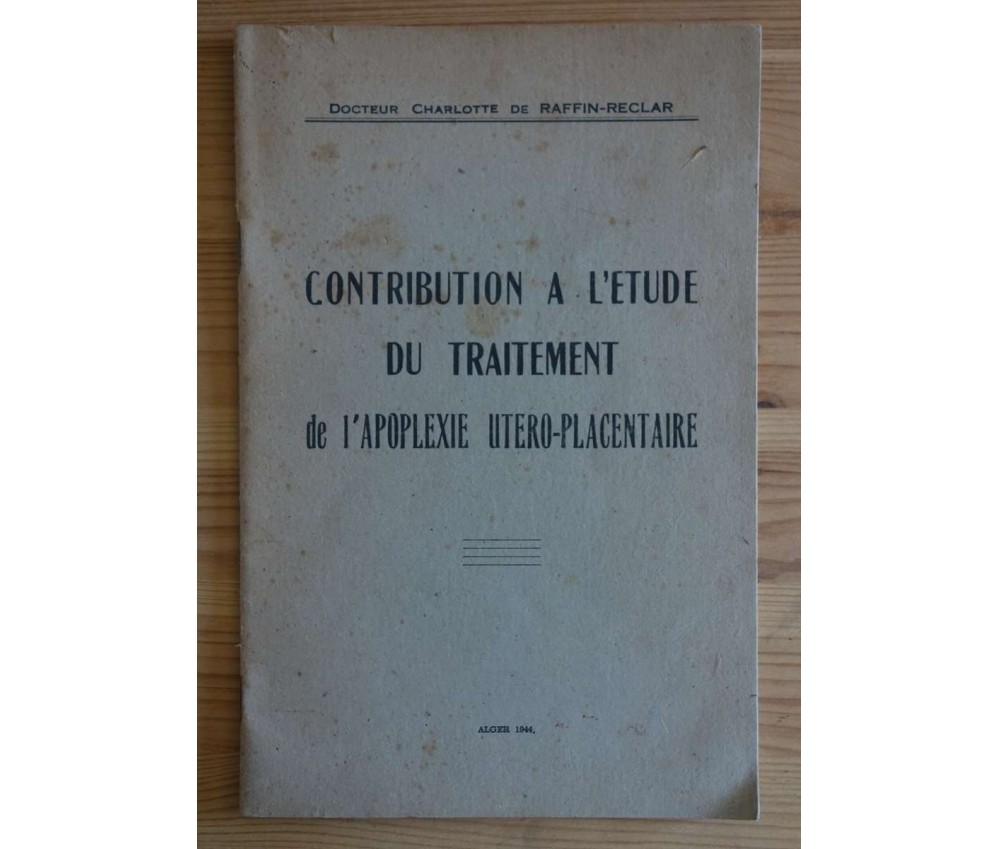 DOCTEUR CHARLOTTE DE RAFFIN-RECLAR
CONTRIBUTION A L'ETUDE
DU TRAITEMENT
de l'APOPLEXIE UTERO-PLACENTAIRE
ALGER 1944.